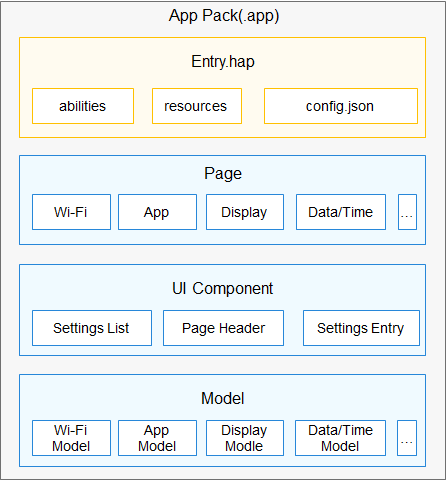 App Pack(.app)
Entry.hap
abilities resources config.json
Page
Wi-Fi App Display Data/Time ...
UI Component
Settings List Page Header Settings Entry
Model
Wi-Fi App Display Data/Time ...
Model Model Modle Model